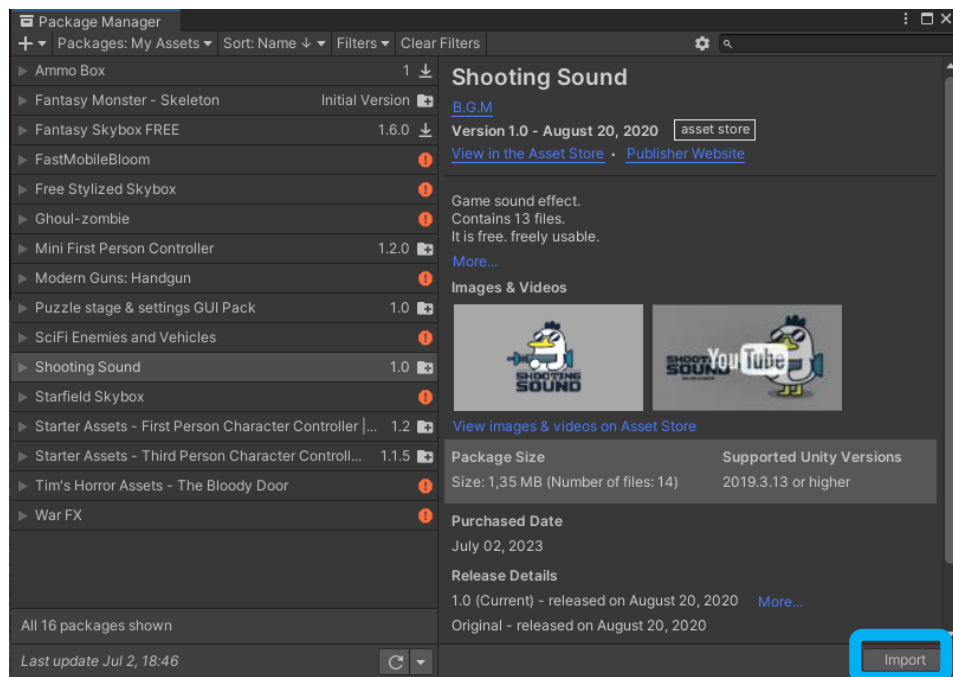 Package Manager
+ Packages: My Assets Sort: Name ↓ Filters Clear Filters
Ammo Box 1
Fantasy Monster - Skeleton Initial Version
Fantasy Skybox FREE 1.6.0
FastMobileBloom
Free Stylized Skybox
Ghoul-zombie
Mini First Person Controller 1.2.0
Modern Guns: Handgun
Puzzle stage & settings GUI Pack 1.0
SciFi Enemies and Vehicles
Shooting Sound 1.0
Starfield Skybox
Starter Assets - First Person Character Controller |... 1.2
Starter Assets - Third Person Character Controll... 1.1.5
Tim's Horror Assets - The Bloody Door
War FX
All 16 packages shown
Last update Jul 2, 18:46
Shooting Sound
B.G.M
Version 1.0 - August 20, 2020 asset store
View in the Asset Store • Publisher Website
Game sound effect.
Contains 13 files.
It is free. freely usable.
More...
Images & Videos
SHOOTING
SOUND
SHOOT
SOUN
YouTube
View images & videos on Asset Store
Package Size Supported Unity Versions
Size: 1,35 MB (Number of files: 14) 2019.3.13 or higher
Purchased Date
July 02, 2023
Release Details
1.0 (Current) - released on August 20, 2020 More...
Original - released on August 20, 2020
Import